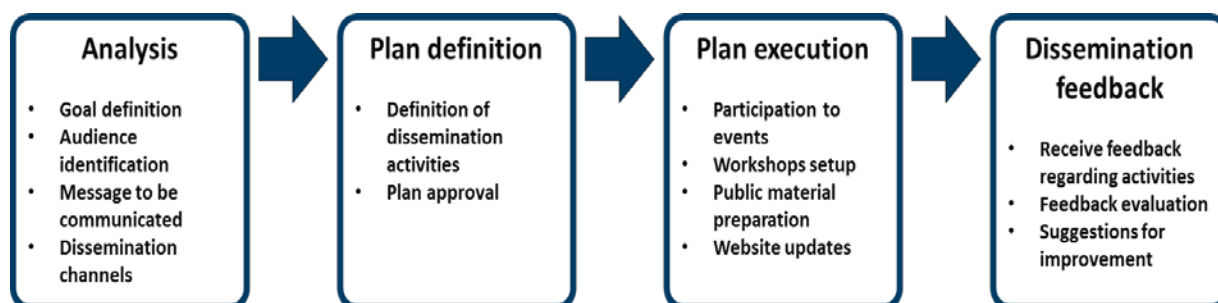 Analysis
• Goal definition
• Audience
identification
• Message to be
communicated
• Dissemination
channels
Plan definition
• Definition of
dissemination
activities
• Plan approval
Plan execution
• Participation to
events
• Workshops setup
• Public material
preparation
• Website updates
Dissemination
feedback
• Receive feedback
regarding activities
• Feedback evaluation
• Suggestions for
improvement